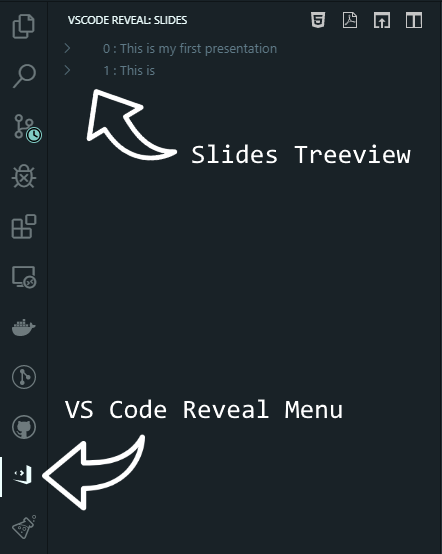 VSCODE REVEAL: SLIDES
0 : This is my first presentation
1 : This is
Slides Treeview
VS Code Reveal Menu